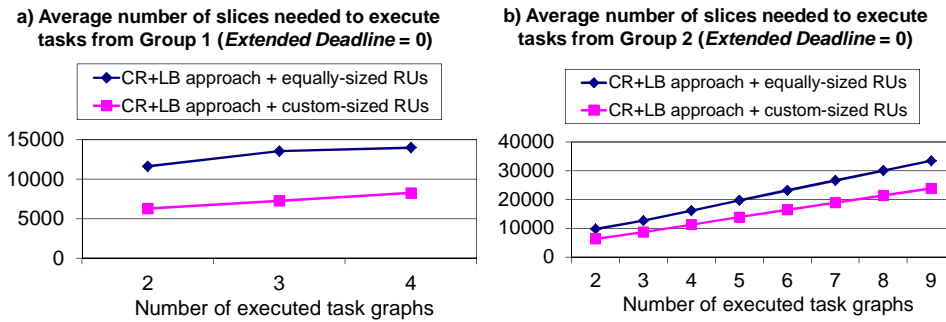 a) Average number of slices needed to execute
tasks from Group 1 (Extended Deadline = 0)
CR+LB approach + equally-sized RUs
CR+LB approach + custom-sized RUs
15000
10000
5000
0
2
3
4
Number of executed task graphs
b) Average number of slices needed to execute
tasks from Group 2 (Extended Deadline = 0)
CR+LB approach + equally-sized RUs
CR+LB approach + custom-sized RUs
40000
30000
20000
10000
0
2
3
4
5
6
7
8
9
Number of executed task graphs